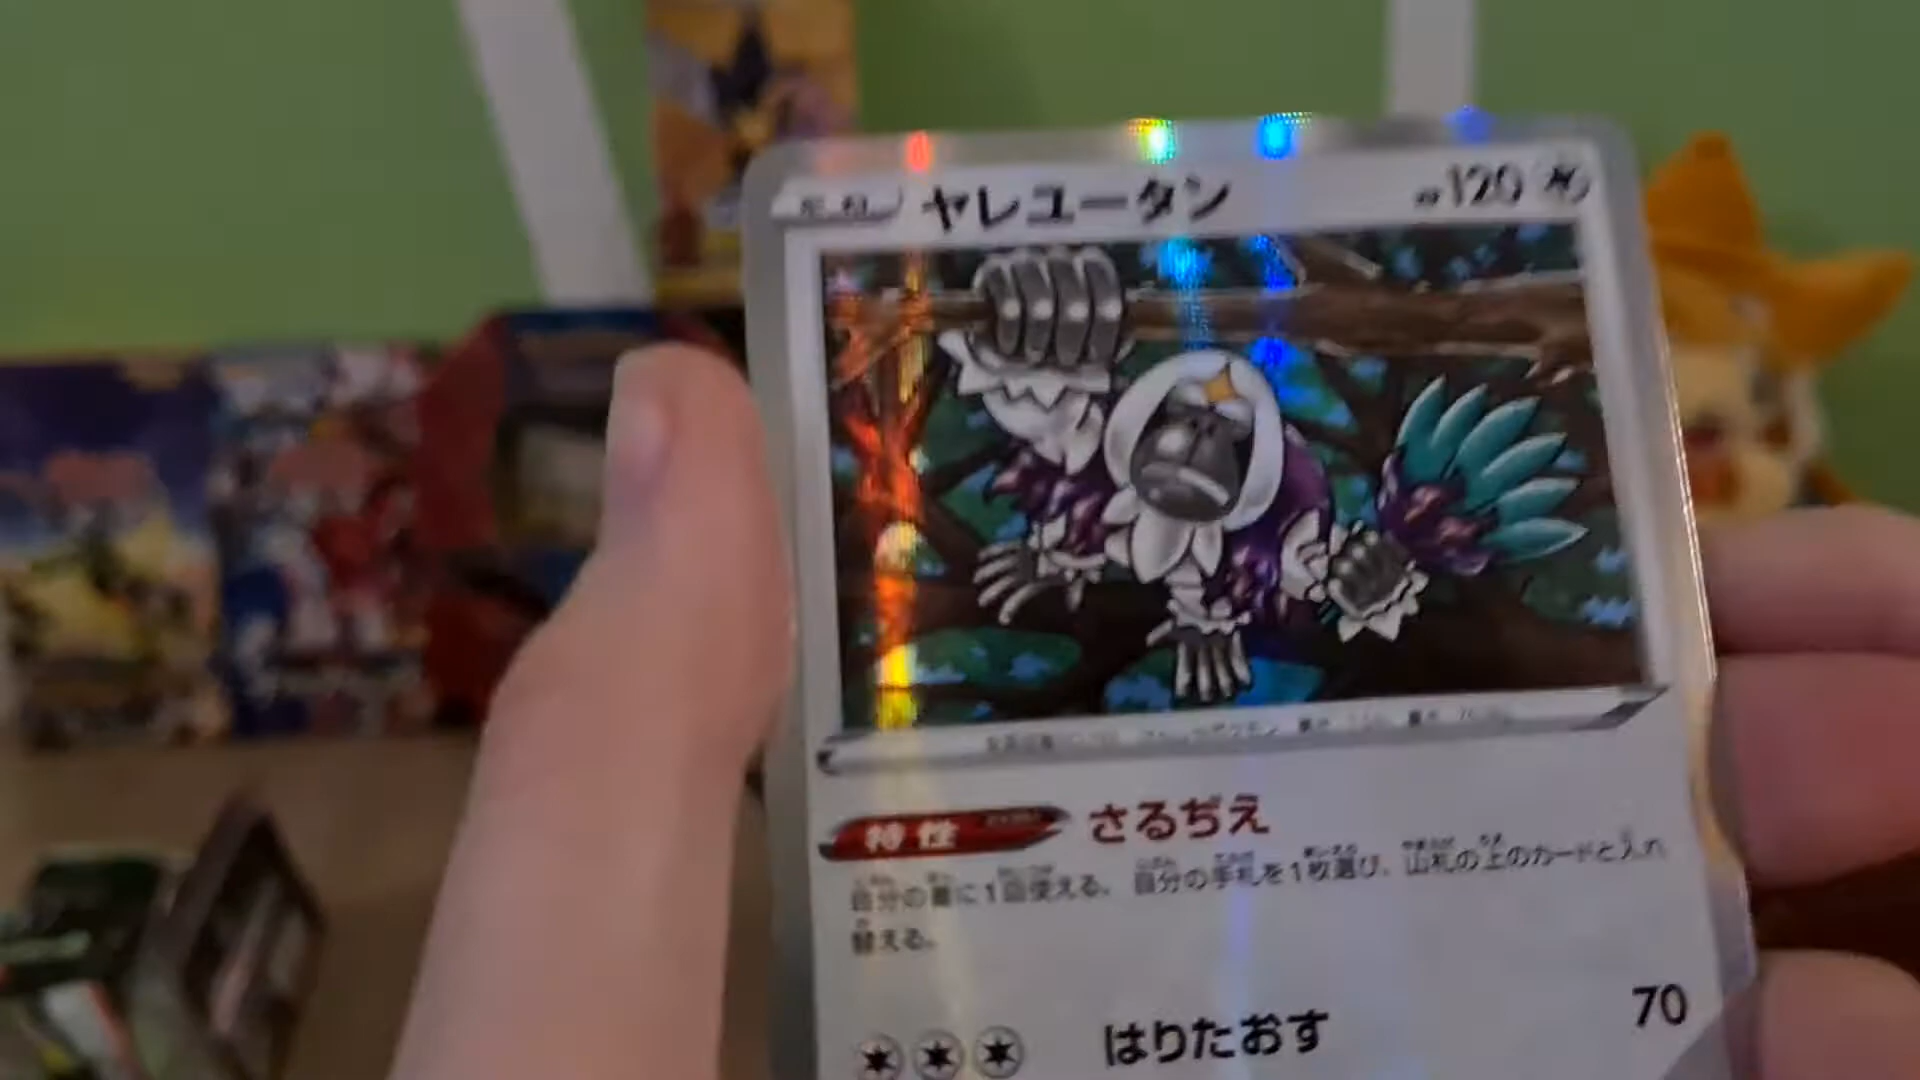 ヤレユータン
120
特性
さるぢえ
自分の番に1回使える。自分の手札を1枚選び、山札の上のカードと入れ
替える。
はりたおす
70